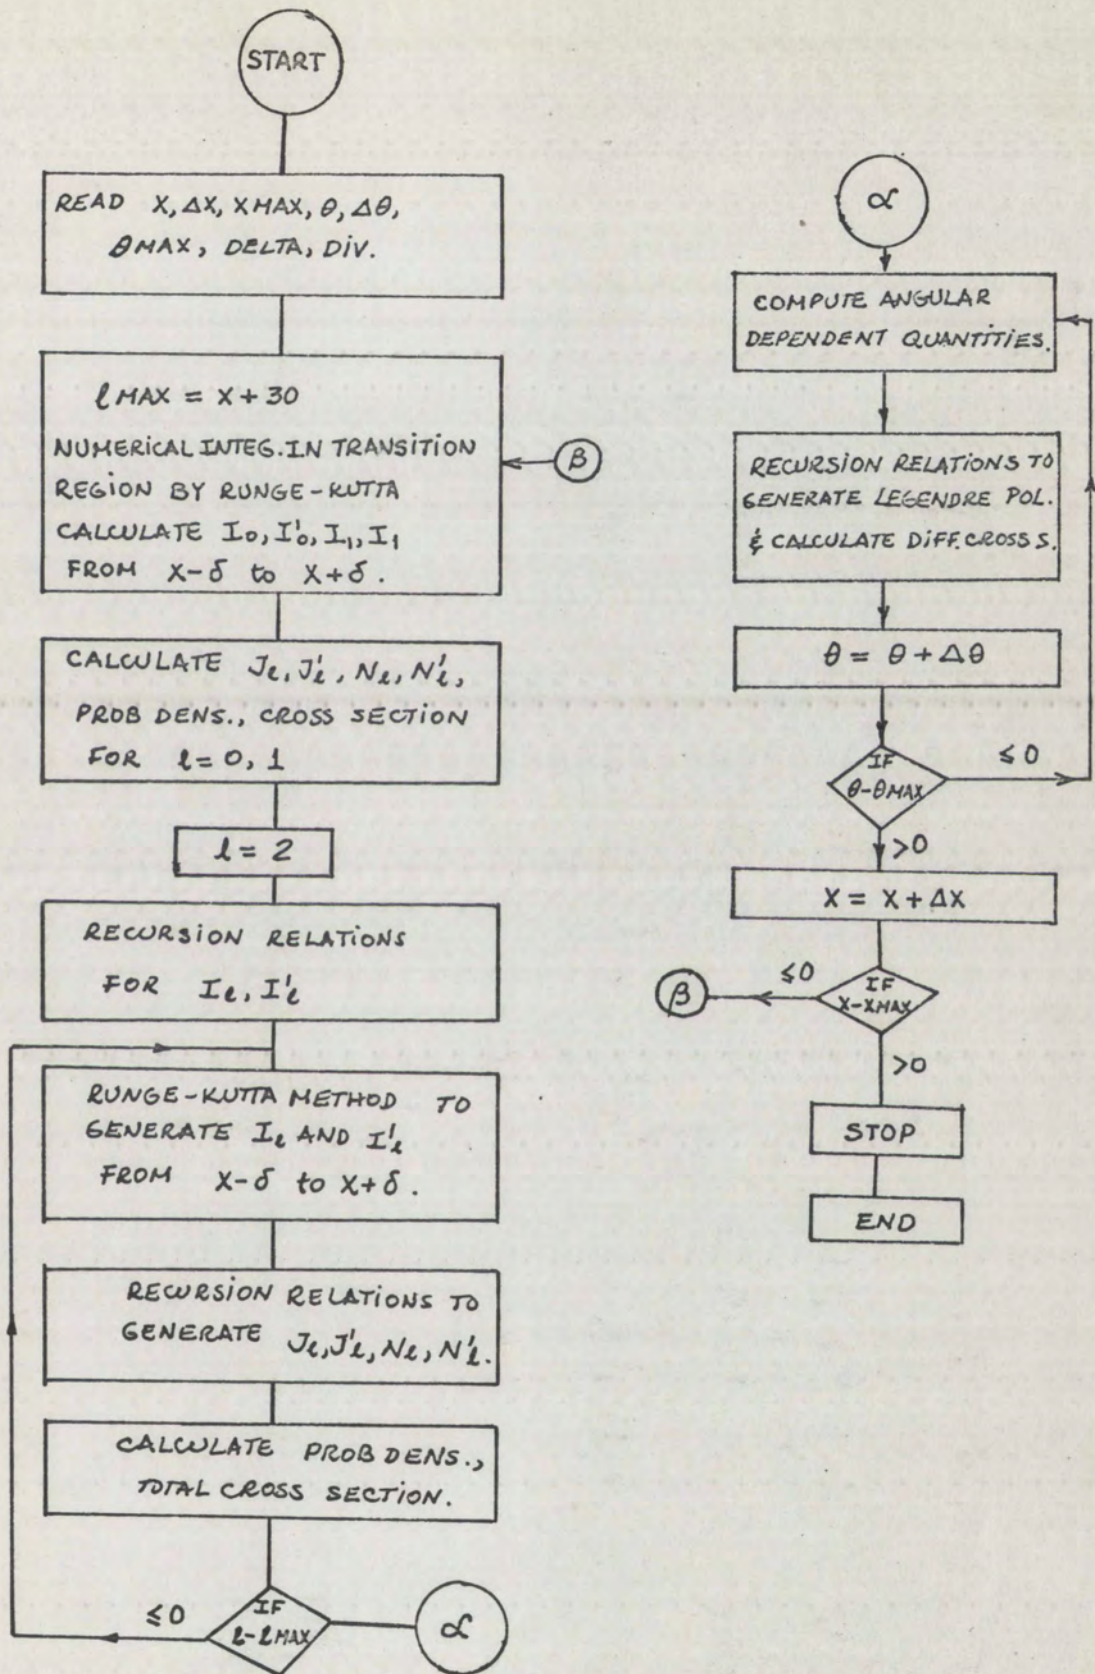 START
READ X, ΔX, XMAX, θ, Δθ,
θMAX, DELTA, DIV.
ℓMAX = X + 30
NUMERICAL INTEG. IN TRANSITION
REGION BY RUNGE-KUTTA
CALCULATE I₀, I'₀, I₁, I₁
FROM X-δ to X+δ.
β
CALCULATE Jℓ, J'ℓ, Nℓ, N'ℓ,
PROB DENS., CROSS SECTION
FOR ℓ = 0, 1
ℓ = 2
RECURSION RELATIONS
FOR Iℓ, I'ℓ
RUNGE-KUTTA METHOD TO
GENERATE Iℓ AND I'ℓ
FROM X-δ to X+δ.
RECURSION RELATIONS TO
GENERATE Jℓ, J'ℓ, Nℓ, N'ℓ.
CALCULATE PROB DENS.,
TOTAL CROSS SECTION.
≤0
IF
ℓ-ℓMAX
α
α
COMPUTE ANGULAR
DEPENDENT QUANTITIES.
RECURSION RELATIONS TO
GENERATE LEGENDRE POL.
& CALCULATE DIFF. CROSS S.
θ = θ + Δθ
IF
θ-θMAX
≤0
>0
X = X + ΔX
β
≤0
IF
X-XMAX
>0
STOP
END